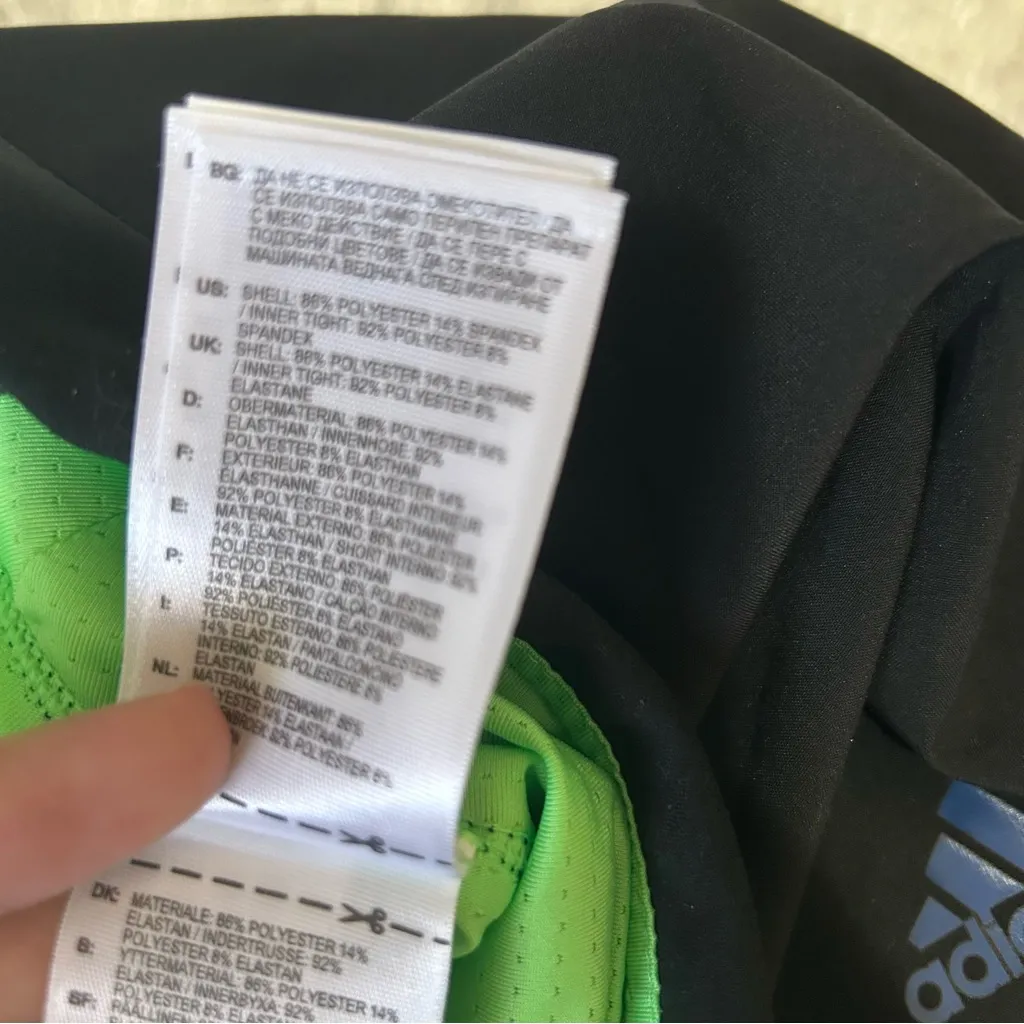 BG: ДА НЕ СЕ ИЗПОЛЗВА ОМЕКОТИТЕЛ / ДА
СЕ ИЗПОЛЗВА САМО ПЕРИЛЕН ПРЕПАРАТ
С МЕКО ДЕЙСТВИЕ / ДА СЕ ПЕРЕ С
ПОДОБНИ ЦВЕТОВЕ / ДА СЕ ИЗВАДИ ОТ
МАШИНАТА ВЕДНАГА СЛЕД ИЗПИРАНЕ
US: SHELL: 86% POLYESTER 14% SPANDEX
/ INNER TIGHT: 92% POLYESTER 8%
SPANDEX
UK: SHELL: 86% POLYESTER 14% ELASTANE
/ INNER TIGHT: 92% POLYESTER 8%
ELASTANE
D: OBERMATERIAL: 86% POLYESTER 14%
ELASTHAN / INNENHOSE: 92%
POLYESTER 8% ELASTHAN
F: EXTERIEUR: 86% POLYESTER 14%
ELASTHANNE / CUISSARD INTERIEUR
92% POLYESTER 8% ELASTHANNE
E: MATERIAL EXTERNO: 86% POLIESTER
14% ELASTHAN / SHORT INTERNO 92%
POLIESTER 8% ELASTHAN
P: TECIDO EXTERNO: 86% POLIESTER
14% ELASTANO / CALÇÃO INTERNO
92% POLIESTER 8% ELASTANO
I: TESSUTO ESTERNO: 86% POLIESTERE
14% ELASTAN / PANTALONCINO
INTERNO: 92% POLIESTERE 8%
ELASTAN
NL: MATERIAAL BUITENKANT: 86%
14% ELASTHAN /
92% POLYESTER 8%
DK: MATERIALE: 86% POLYESTER 14%
ELASTAN / INDERTRUSSE: 92%
POLYESTER 8% ELASTAN
S: YTTERMATERIAL: 86% POLYESTER 14%
ELASTAN / INNERBYXA: 92%
POLYESTER 8% ELASTAN
SF:
adidas